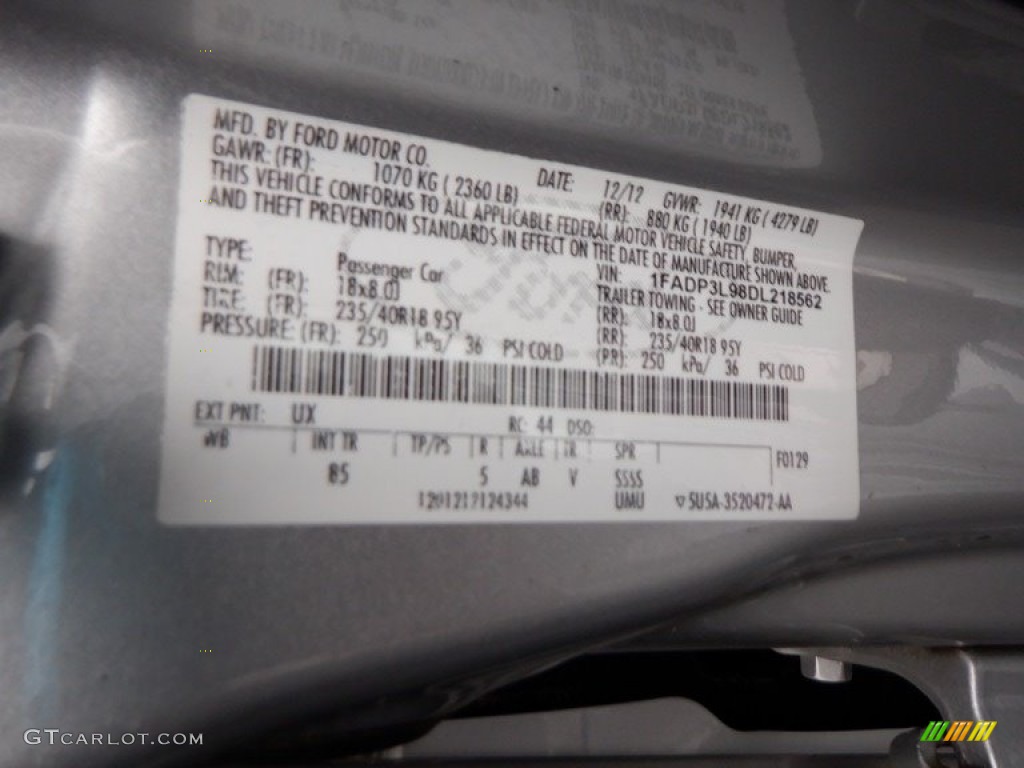 MFD. BY FORD MOTOR CO.
DATE: 12/12 GVWR: 1941 KG ( 4279 LB)
GAWR: (FR): 1070 KG ( 2360 LB) (RR): 880 KG ( 1940 LB)
THIS VEHICLE CONFORMS TO ALL APPLICABLE FEDERAL MOTOR VEHICLE SAFETY, BUMPER,
AND THEFT PREVENTION STANDARDS IN EFFECT ON THE DATE OF MANUFACTURE SHOWN ABOVE.
VIN: 1FADP3L98DL218562
TYPE: Passenger Car TRAILER TOWING - SEE OWNER GUIDE
RIM: (FR): 18x8.0J (RR): 18x8.0J
TIRE: (FR): 235/40R18 95Y (RR): 235/40R18 95Y
PRESSURE: (FR): 250 kPa/ 36 PSI COLD (PR): 250 kPa/ 36 PSI COLD
EXT PNT: UX RC: 44 DSO:
WB INT TR TP/PS R AXLE TR SPR F0129
B5 5 AB V SSSS
1201217124344 UMU ▽ 5U5A-3520472-AA
GTCARLOT.COM